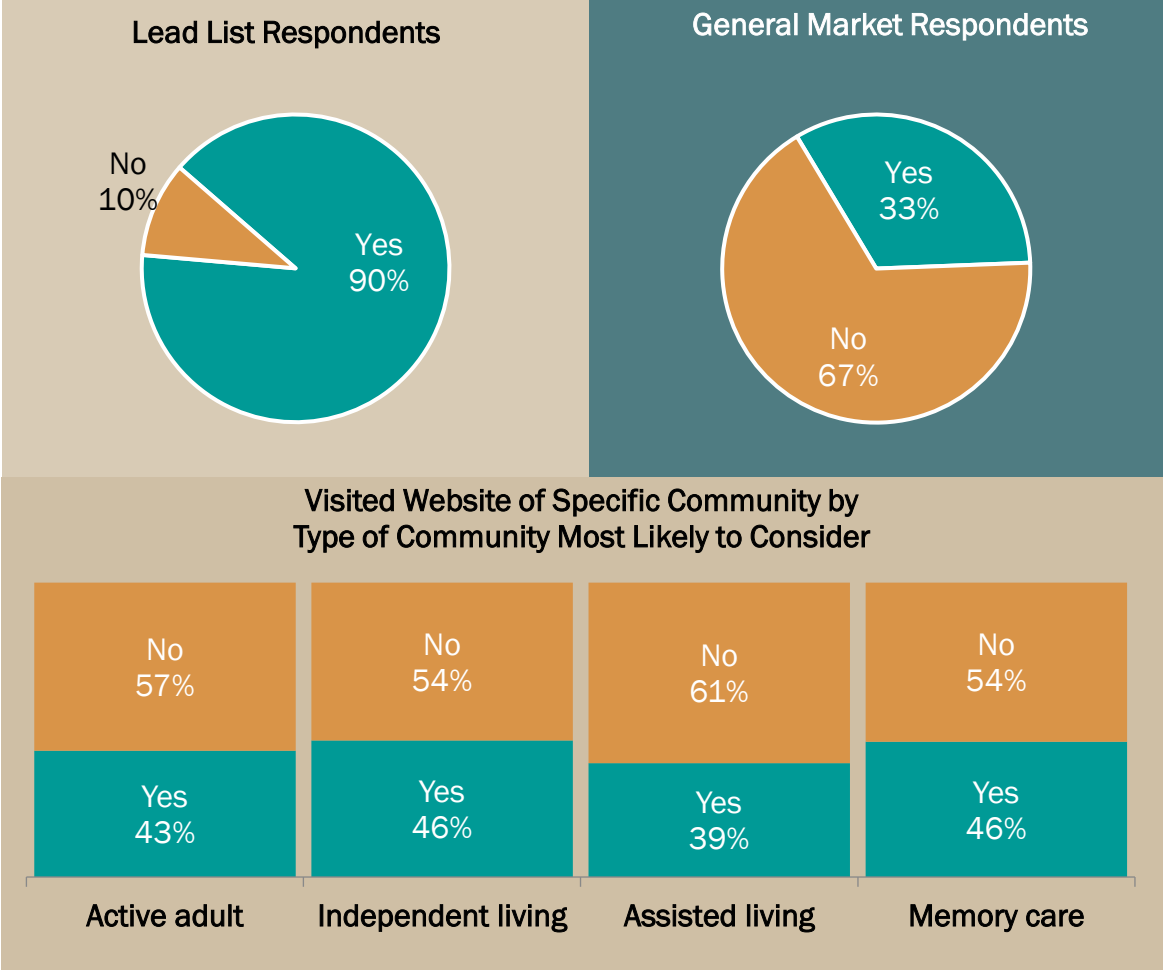 Lead List Respondents
No
10%
Yes
90%
General Market Respondents
Yes
33%
No
67%
Visited Website of Specific Community by
Type of Community Most Likely to Consider
No
57%
Yes
43%
Active adult
No
54%
Yes
46%
Independent living
No
61%
Yes
39%
Assisted living
No
54%
Yes
46%
Memory care